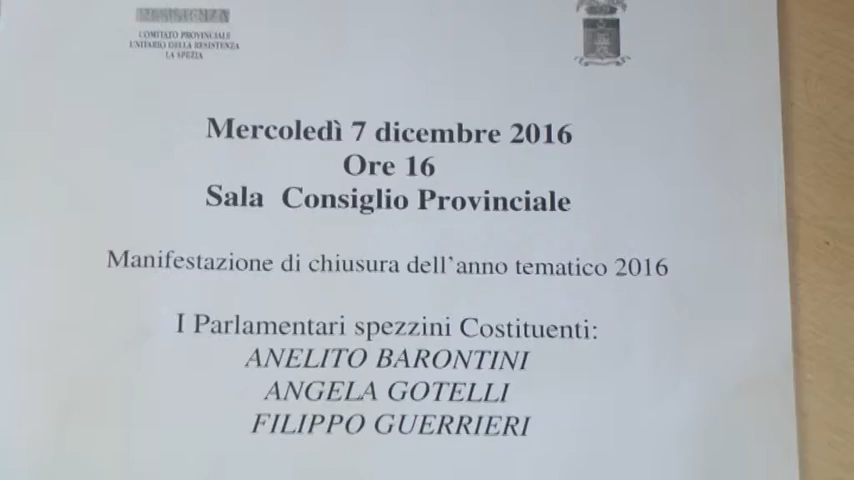 RESISTENZA
COMITATO PROVINCIALE
UNITARIO DELLA RESISTENZA
LA SPEZIA
Mercoledì 7 dicembre 2016
Ore 16
Sala Consiglio Provinciale
Manifestazione di chiusura dell'anno tematico 2016
I Parlamentari spezzini Costituenti:
ANELITO BARONTINI
ANGELA GOTELLI
FILIPPO GUERRIERI